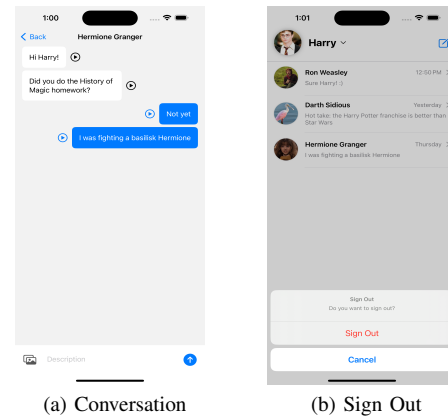 1:00
Back
Hermione Granger
Hi Harry!
Did you do the History of
Magic homework?
Not yet
I was fighting a basilisk Hermione
Description
(a) Conversation
1:01
Harry
Ron Weasley
12:50 PM
Sure Harry! :)
Darth Sidious
Yesterday
Hot take: the Harry Potter franchise is better than
Star Wars
Hermione Granger
Thursday
I was fighting a basilisk Hermione
Sign Out
Do you want to sign out?
Sign Out
Cancel
(b) Sign Out